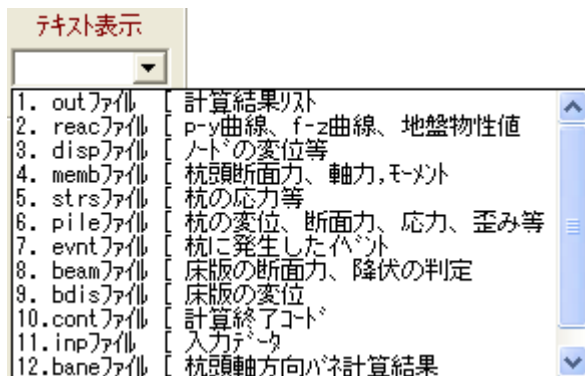 ﾃｷｽﾄ表示
1. outﾌｧｲﾙ [ 計算結果ﾘｽﾄ
2. reacﾌｧｲﾙ [ p-y曲線、f-z曲線、地盤物性値
3. dispﾌｧｲﾙ [ ﾉｰﾄﾞの変位等
4. membﾌｧｲﾙ [ 杭頭断面力、軸力,ﾓｰﾒﾝﾄ
5. strsﾌｧｲﾙ [ 杭の応力等
6. pileﾌｧｲﾙ [ 杭の変位、断面力、応力、歪み等
7. evntﾌｧｲﾙ [ 杭に発生したｲﾍﾞﾝﾄ
8. beamﾌｧｲﾙ [ 床版の断面力、降伏の判定
9. bdisﾌｧｲﾙ [ 床版の変位
10.contﾌｧｲﾙ [ 計算終了ｺｰﾄﾞ
11.inpﾌｧｲﾙ [ 入力ﾃﾞｰﾀ
12.baneﾌｧｲﾙ [ 杭頭軸方向ﾊﾞﾈ計算結果